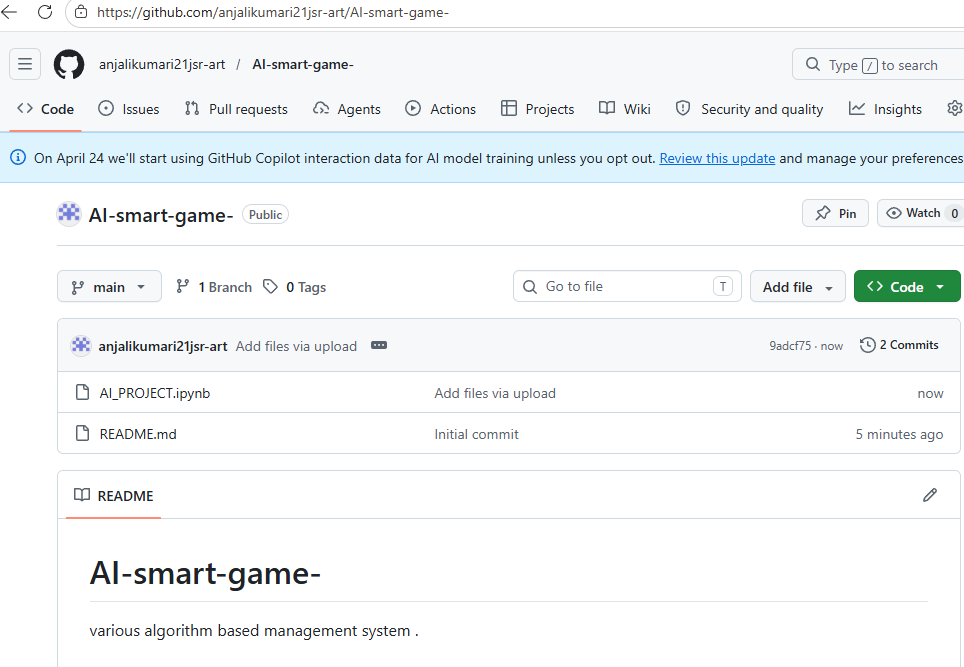 https://github.com/anjalikumari21jsr-art/AI-smart-game-
anjalikumari21jsr-art / AI-smart-game-
Type / to search
Code Issues Pull requests Agents Actions Projects Wiki Security and quality Insights
On April 24 we'll start using GitHub Copilot interaction data for AI model training unless you opt out. Review this update and manage your preferences
AI-smart-game- Public
Pin Watch 0
main 1 Branch 0 Tags Go to file T Add file Code
anjalikumari21jsr-art Add files via upload 9adcf75 · now 2 Commits
AI_PROJECT.ipynb Add files via upload now
README.md Initial commit 5 minutes ago
README
AI-smart-game-
various algorithm based management system .